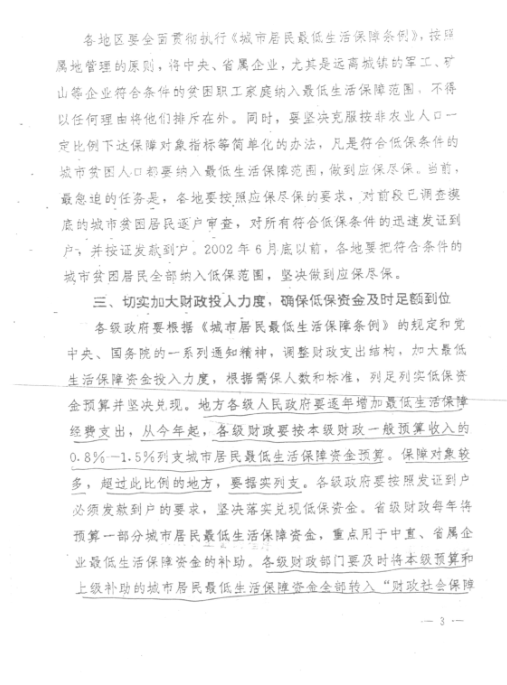 各地区要全面贯彻执行《城市居民最低生活保障条例》，按照
属地管理的原则，将中央、省属企业，尤其是远离城镇的军工、矿
山等企业符合条件的贫困职工家庭纳入最低生活保障范围，不得
以任何理由将他们排斥在外。同时，要坚决克服按非农业人口一
定比例下达保障对象指标等简单化的办法，凡是符合低保条件的
城市贫困人口都要纳入最低生活保障范围，做到应保尽保。当前，
最急迫的任务是，各地要按照应保尽保的要求，对前段已调查摸
底的城市贫困居民逐户审查，对所有符合低保条件的迅速发证到
户，并按证发款到户。2002年6月底以前，各地要把符合条件的
城市贫困居民全部纳入低保范围，坚决做到应保尽保。
三、切实加大财政投入力度，确保低保资金及时足额到位
各级政府要根据《城市居民最低生活保障条例》的规定和党
中央、国务院的一系列通知精神，调整财政支出结构，加大最低
生活保障资金投入力度，根据需保人数和标准，列足列实低保资
金预算并坚决兑现。地方各级人民政府要逐年增加最低生活保障
经费支出，从今年起，各级财政要按本级财政一般预算收入的
0.8%—1.5%列支城市居民最低生活保障资金预算。保障对象较
多，超过此比例的地方，要据实列支。各级政府要按照发证到户
必须发款到户的要求，坚决落实兑现低保资金。省级财政每年将
预算一部分城市居民最低生活保障资金，重点用于中直、省属企
业最低生活保障资金的补助。各级财政部门要及时将本级预算和
上级补助的城市居民最低生活保障资金全部转入“财政社会保障
— 3 —